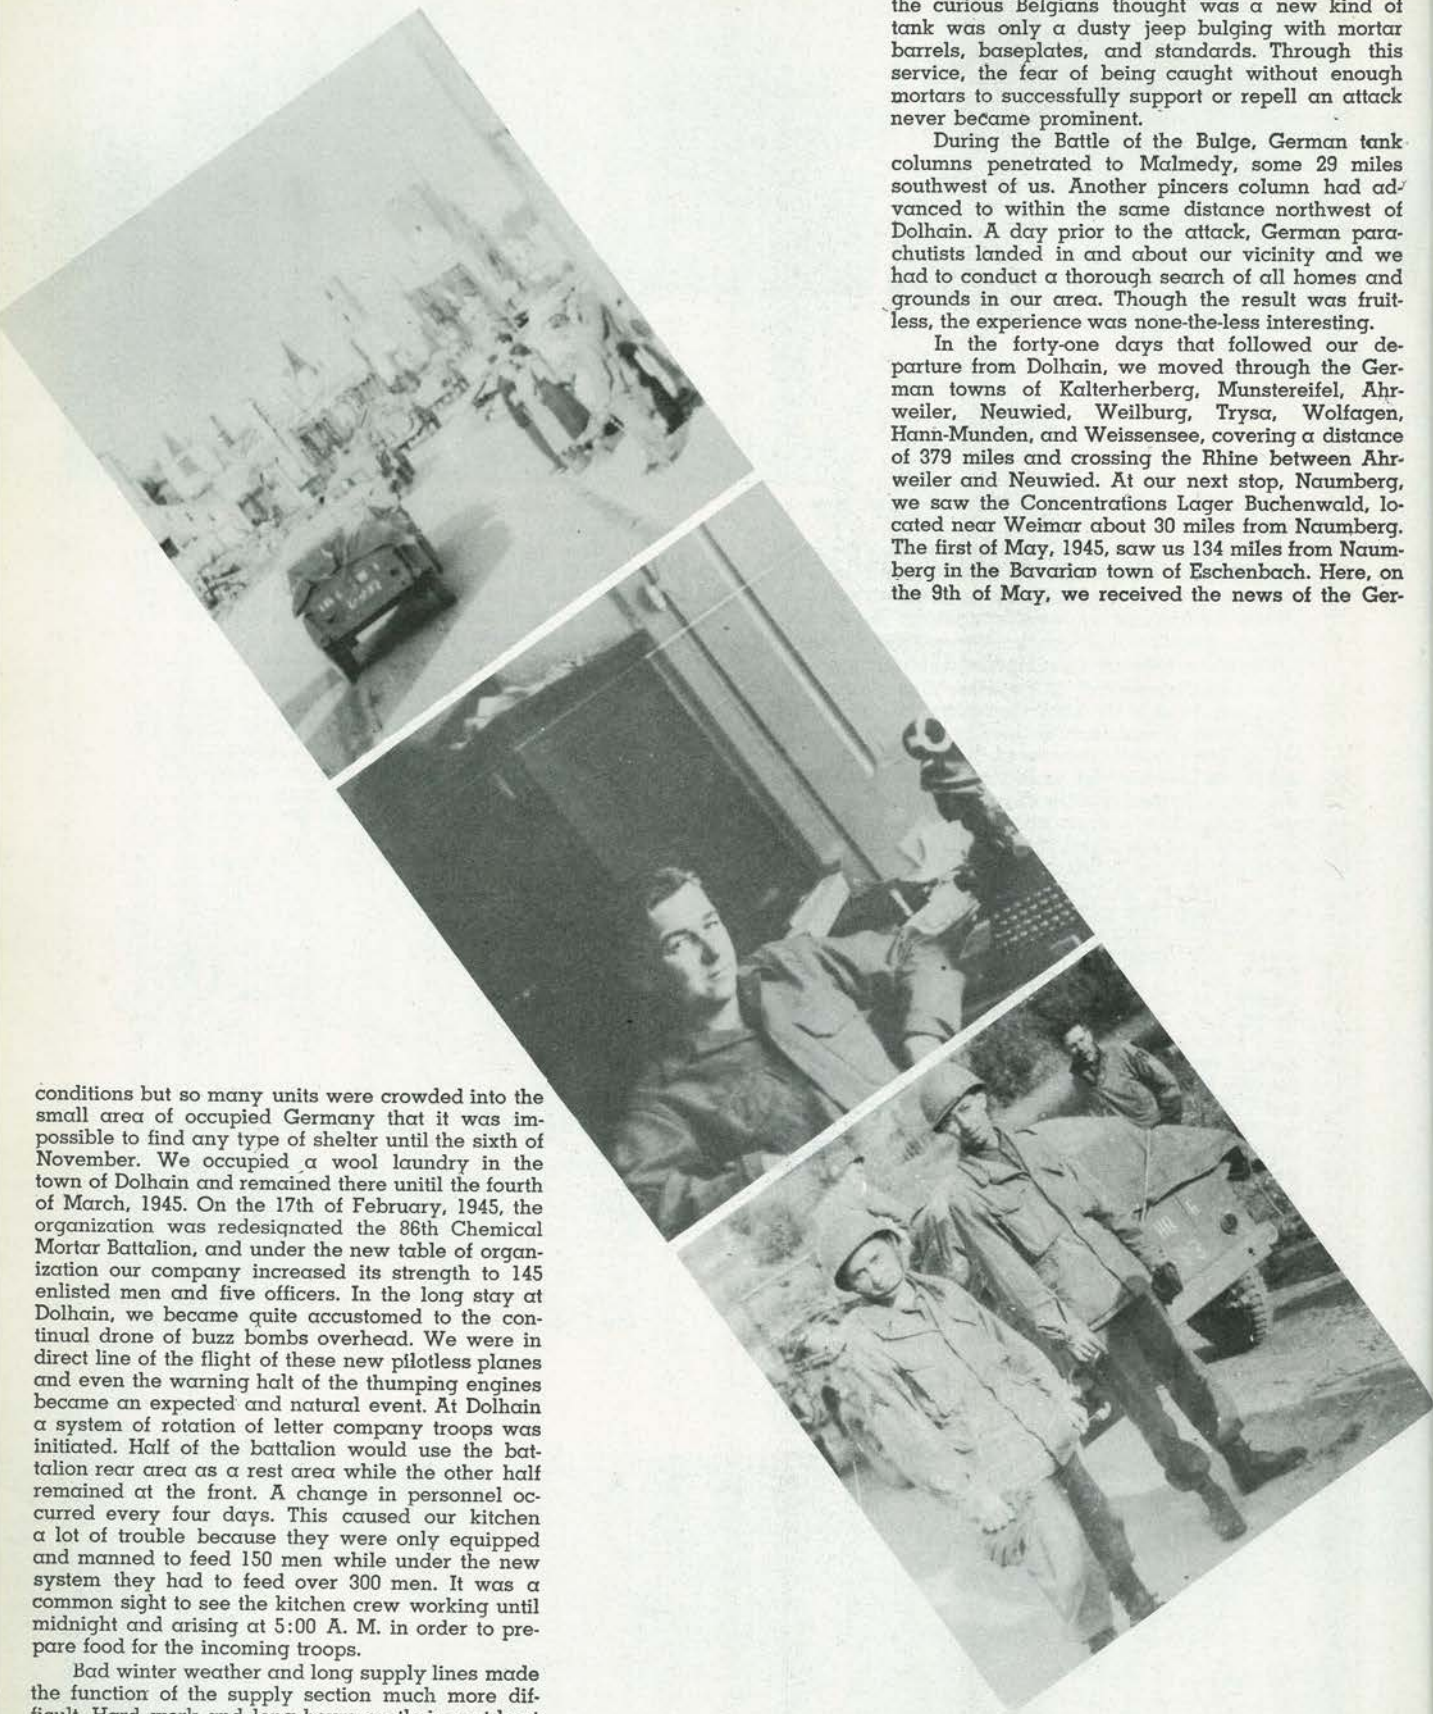 conditions but so many units were crowded into the
small area of occupied Germany that it was im-
possible to find any type of shelter until the sixth of
November. We occupied a wool laundry in the
town of Dolhain and remained there unitil the fourth
of March, 1945. On the 17th of February, 1945, the
organization was redesignated the 86th Chemical
Mortar Battalion, and under the new table of organ-
ization our company increased its strength to 145
enlisted men and five officers. In the long stay at
Dolhain, we became quite accustomed to the con-
tinual drone of buzz bombs overhead. We were in
direct line of the flight of these new pilotless planes
and even the warning halt of the thumping engines
became an expected and natural event. At Dolhain
a system of rotation of letter company troops was
initiated. Half of the battalion would use the bat-
talion rear area as a rest area while the other half
remained at the front. A change in personnel oc-
curred every four days. This caused our kitchen
a lot of trouble because they were only equipped
and manned to feed 150 men while under the new
system they had to feed over 300 men. It was a
common sight to see the kitchen crew working until
midnight and arising at 5:00 A. M. in order to pre-
pare food for the incoming troops.
Bad winter weather and long supply lines made
the function of the supply section much more dif-
the curious Belgians thought was a new kind of
tank was only a dusty jeep bulging with mortar
barrels, baseplates, and standards. Through this
service, the fear of being caught without enough
mortars to successfully support or repell an attack
never became prominent.
During the Battle of the Bulge, German tank
columns penetrated to Malmedy, some 29 miles
southwest of us. Another pincers column had ad-
vanced to within the same distance northwest of
Dolhain. A day prior to the attack, German para-
chutists landed in and about our vicinity and we
had to conduct a thorough search of all homes and
grounds in our area. Though the result was fruit-
less, the experience was none-the-less interesting.
In the forty-one days that followed our de-
parture from Dolhain, we moved through the Ger-
man towns of Kalterherberg, Munstereifel, Ahr-
weiler, Neuwied, Weilburg, Trysa, Wolfagen,
Hann-Munden, and Weissensee, covering a distance
of 379 miles and crossing the Rhine between Ahr-
weiler and Neuwied. At our next stop, Naumberg,
we saw the Concentrations Lager Buchenwald, lo-
cated near Weimar about 30 miles from Naumberg.
The first of May, 1945, saw us 134 miles from Naum-
berg in the Bavarian town of Eschenbach. Here, on
the 9th of May, we received the news of the Ger-
HQ